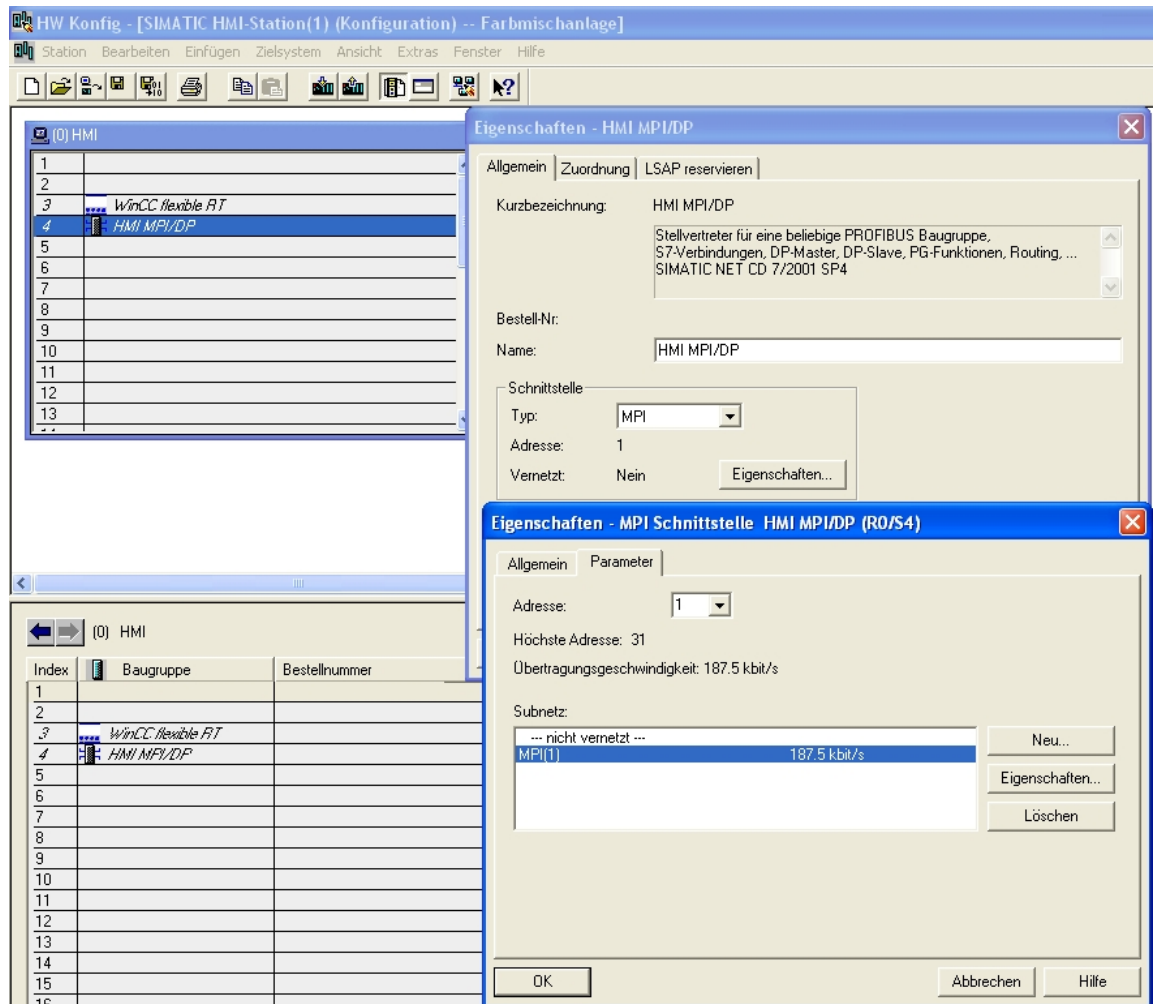 HW Konfig - [SIMATIC HMI-Station(1) (Konfiguration) -- Farbmischanlage]
Station Bearbeiten Einfügen Zielsystem Ansicht Extras Fenster Hilfe
(0) HMI
1
2
3 WinCC flexible RT
4 HMI MPI/DP
5
6
7
8
9
10
11
12
13
Eigenschaften - HMI MPI/DP
Allgemein Zuordnung LSAP reservieren
Kurzbezeichnung: HMI MPI/DP
Stellvertreter für eine beliebige PROFIBUS Baugruppe,
S7-Verbindungen, DP-Master, DP-Slave, PG-Funktionen, Routing, ...
SIMATIC NET CD 7/2001 SP4
Bestell-Nr:
Name: HMI MPI/DP
Schnittstelle
Typ: MPI
Adresse: 1
Vernetzt: Nein Eigenschaften...
Eigenschaften - MPI Schnittstelle HMI MPI/DP (R0/S4)
Allgemein Parameter
Adresse: 1
Höchste Adresse: 31
Übertragungsgeschwindigkeit: 187.5 kbit/s
Subnetz:
--- nicht vernetzt ---
MPI(1) 187.5 kbit/s
Neu...
Eigenschaften...
Löschen
OK Abbrechen Hilfe
(0) HMI
Index Baugruppe Bestellnummer
1
2
3 WinCC flexible RT
4 HMI MPI/DP
5
6
7
8
9
10
11
12
13
14
15